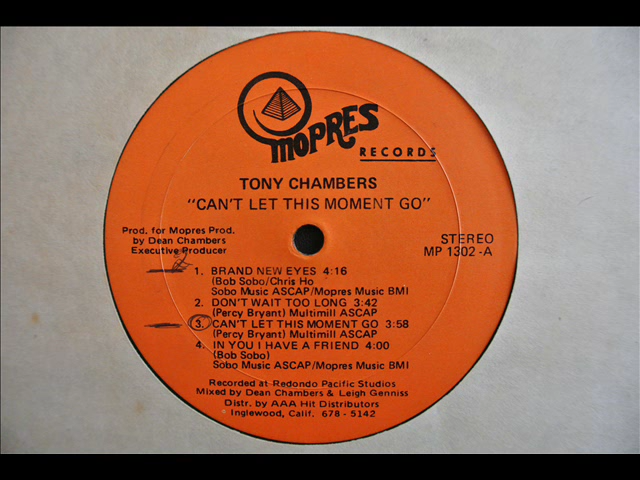 MOPRES
RECORDS
TONY CHAMBERS
"CAN'T LET THIS MOMENT GO"
Prod. for Mopres Prod.
by Dean Chambers
Executive Producer
STEREO
MP 1302-A
1. BRAND NEW EYES 4:16
(Bob Sobo/Chris Ho
Sobo Music ASCAP/Mopres Music BMI
2. DON'T WAIT TOO LONG 3:42
(Percy Bryant) Multimill ASCAP
3. CAN'T LET THIS MOMENT GO 3:58
(Percy Bryant) Multimill ASCAP
4. IN YOU I HAVE A FRIEND 4:00
(Bob Sobo)
Sobo Music ASCAP/Mopres Music BMI
Recorded at Redondo Pacific Studios
Mixed by Dean Chambers & Leigh Genniss
Distr. by AAA Hit Distributors
Inglewood, Calif. 678-5142